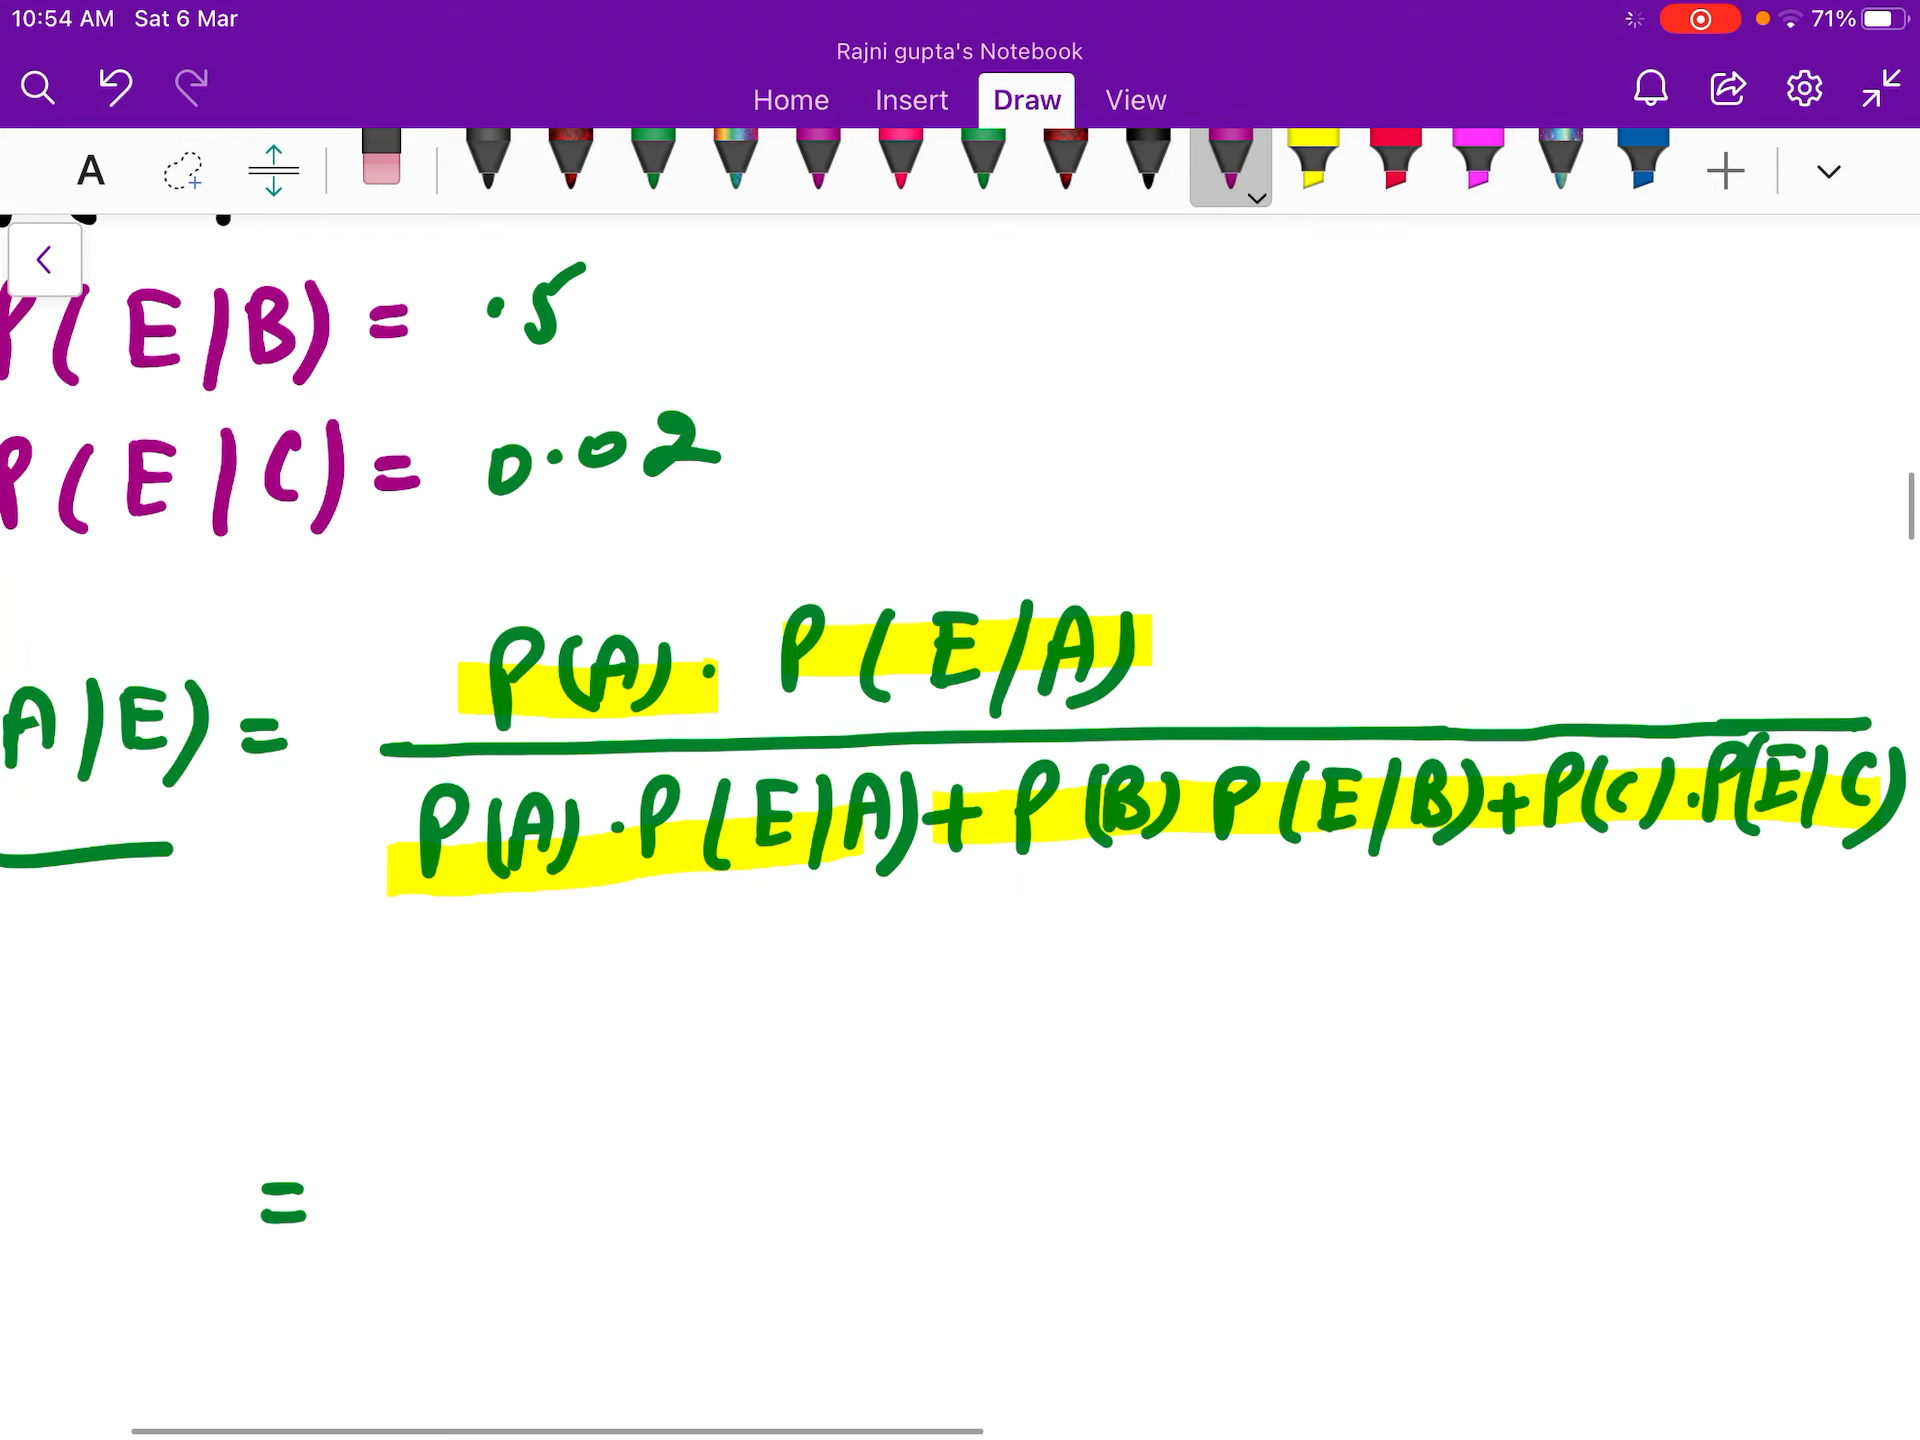 10:54 AM Sat 6 Mar
71%
Rajni gupta's Notebook
Home Insert Draw View
A
P( E | B) = .5
P( E | C) = 0.02
A|E) = P(A) . P ( E / A)
P(A) . P ( E | A) + P (B) P ( E / B) + P(C) . P(E | C)
=